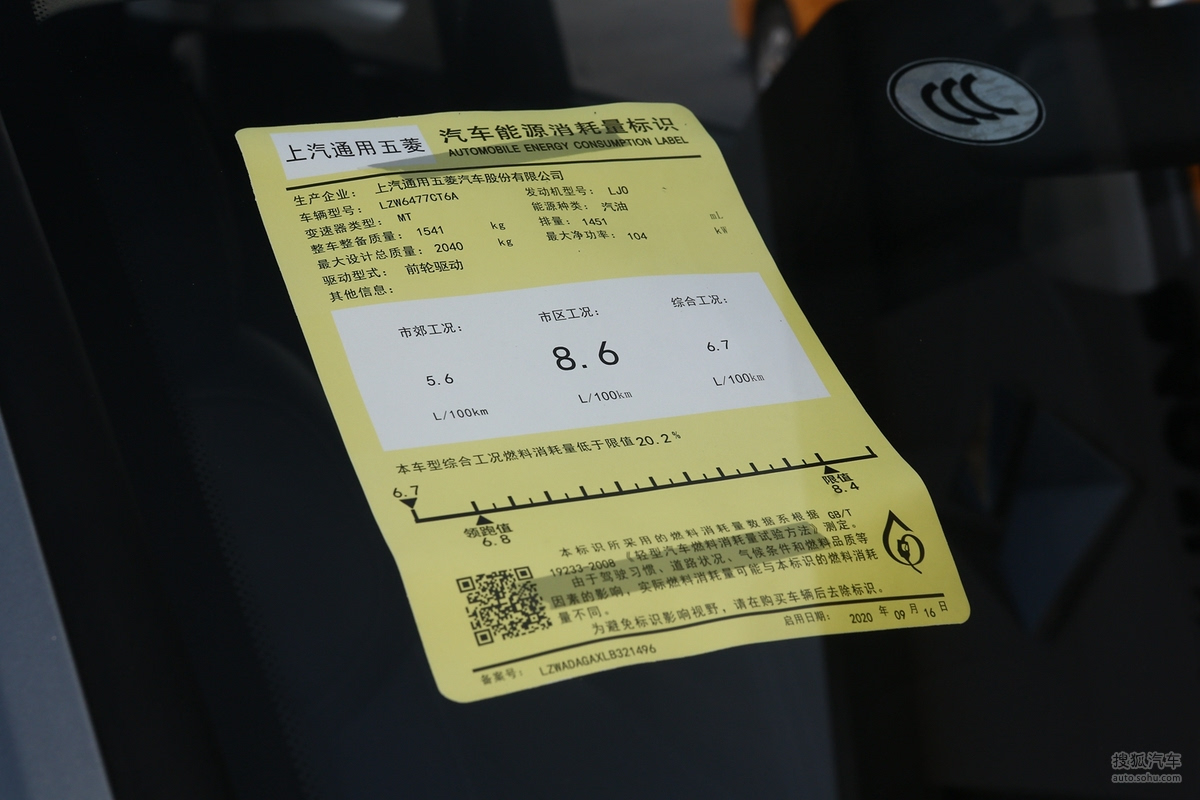 上汽通用五菱
汽车能源消耗量标识
AUTOMOBILE ENERGY CONSUMPTION LABEL
生产企业: 上汽通用五菱汽车股份有限公司
车辆型号: LZW6477CT6A
发动机型号: LJO
变速器类型: MT
能源种类: 汽油
整车整备质量: 1541 kg
排量: 1451 mL
最大设计总质量: 2040 kg
最大净功率: 104 kW
驱动型式: 前轮驱动
其他信息:
市郊工况:
市区工况:
综合工况:
5.6
8.6
6.7
L/100km
L/100km
L/100km
本车型综合工况燃料消耗量低于限值20.2%
6.7
领跑值
6.8
限值
8.4
本标识所采用的燃料消耗量数据系根据 GB/T
19233-2008《轻型汽车燃料消耗量试验方法》测定。
由于驾驶习惯、道路状况、气候条件和燃料品质等
因素的影响，实际燃料消耗量可能与本标识的燃料消耗
量不同。
为避免标识影响视野，请在购买车辆后去除标识。
备案号: LZWADAGAXLB321496
启用日期: 2020 年 09 月 16 日
搜狐汽车
auto.sohu.com